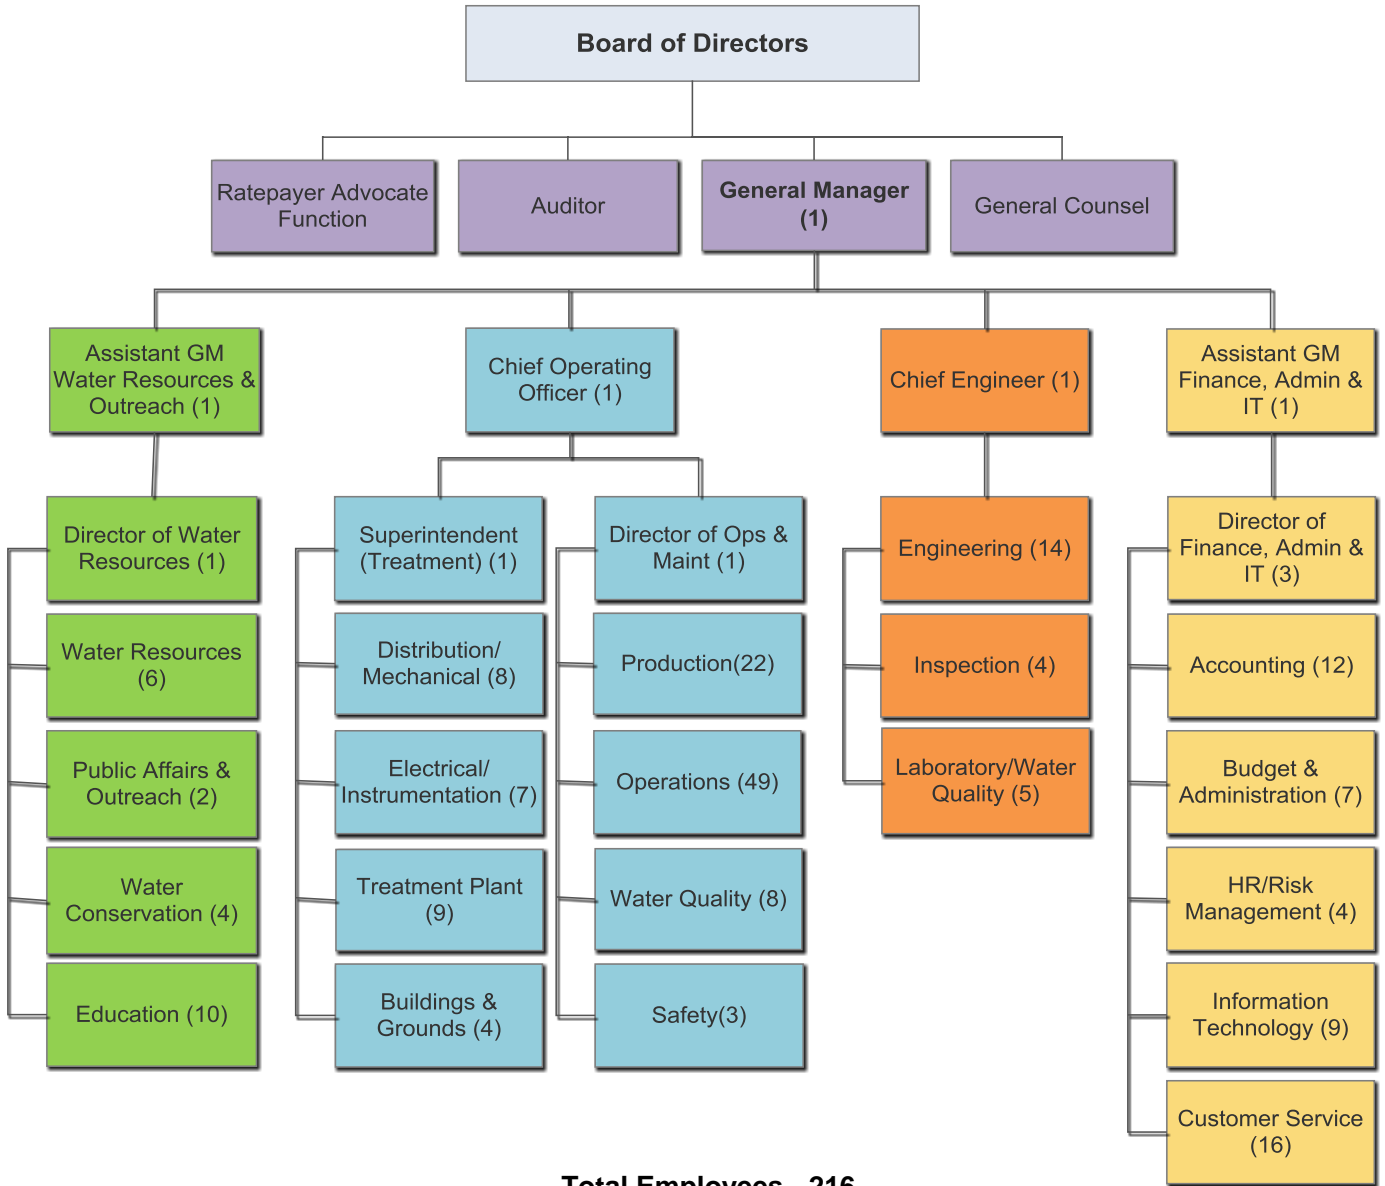 Board of Directors
Ratepayer Advocate
Function
Auditor
General Manager
(1)
General Counsel
Assistant GM
Water Resources &
Outreach (1)
Chief Operating
Officer (1)
Chief Engineer (1)
Assistant GM
Finance, Admin &
IT (1)
Director of Water
Resources (1)
Water Resources
(6)
Public Affairs &
Outreach (2)
Water
Conservation (4)
Education (10)
Superintendent
(Treatment) (1)
Distribution/
Mechanical (8)
Electrical/
Instrumentation (7)
Treatment Plant
(9)
Buildings &
Grounds (4)
Director of Ops &
Maint (1)
Production(22)
Operations (49)
Water Quality (8)
Safety(3)
Engineering (14)
Inspection (4)
Laboratory/Water
Quality (5)
Director of
Finance, Admin &
IT (3)
Accounting (12)
Budget &
Administration (7)
HR/Risk
Management (4)
Information
Technology (9)
Customer Service
(16)
Total Employees - 216